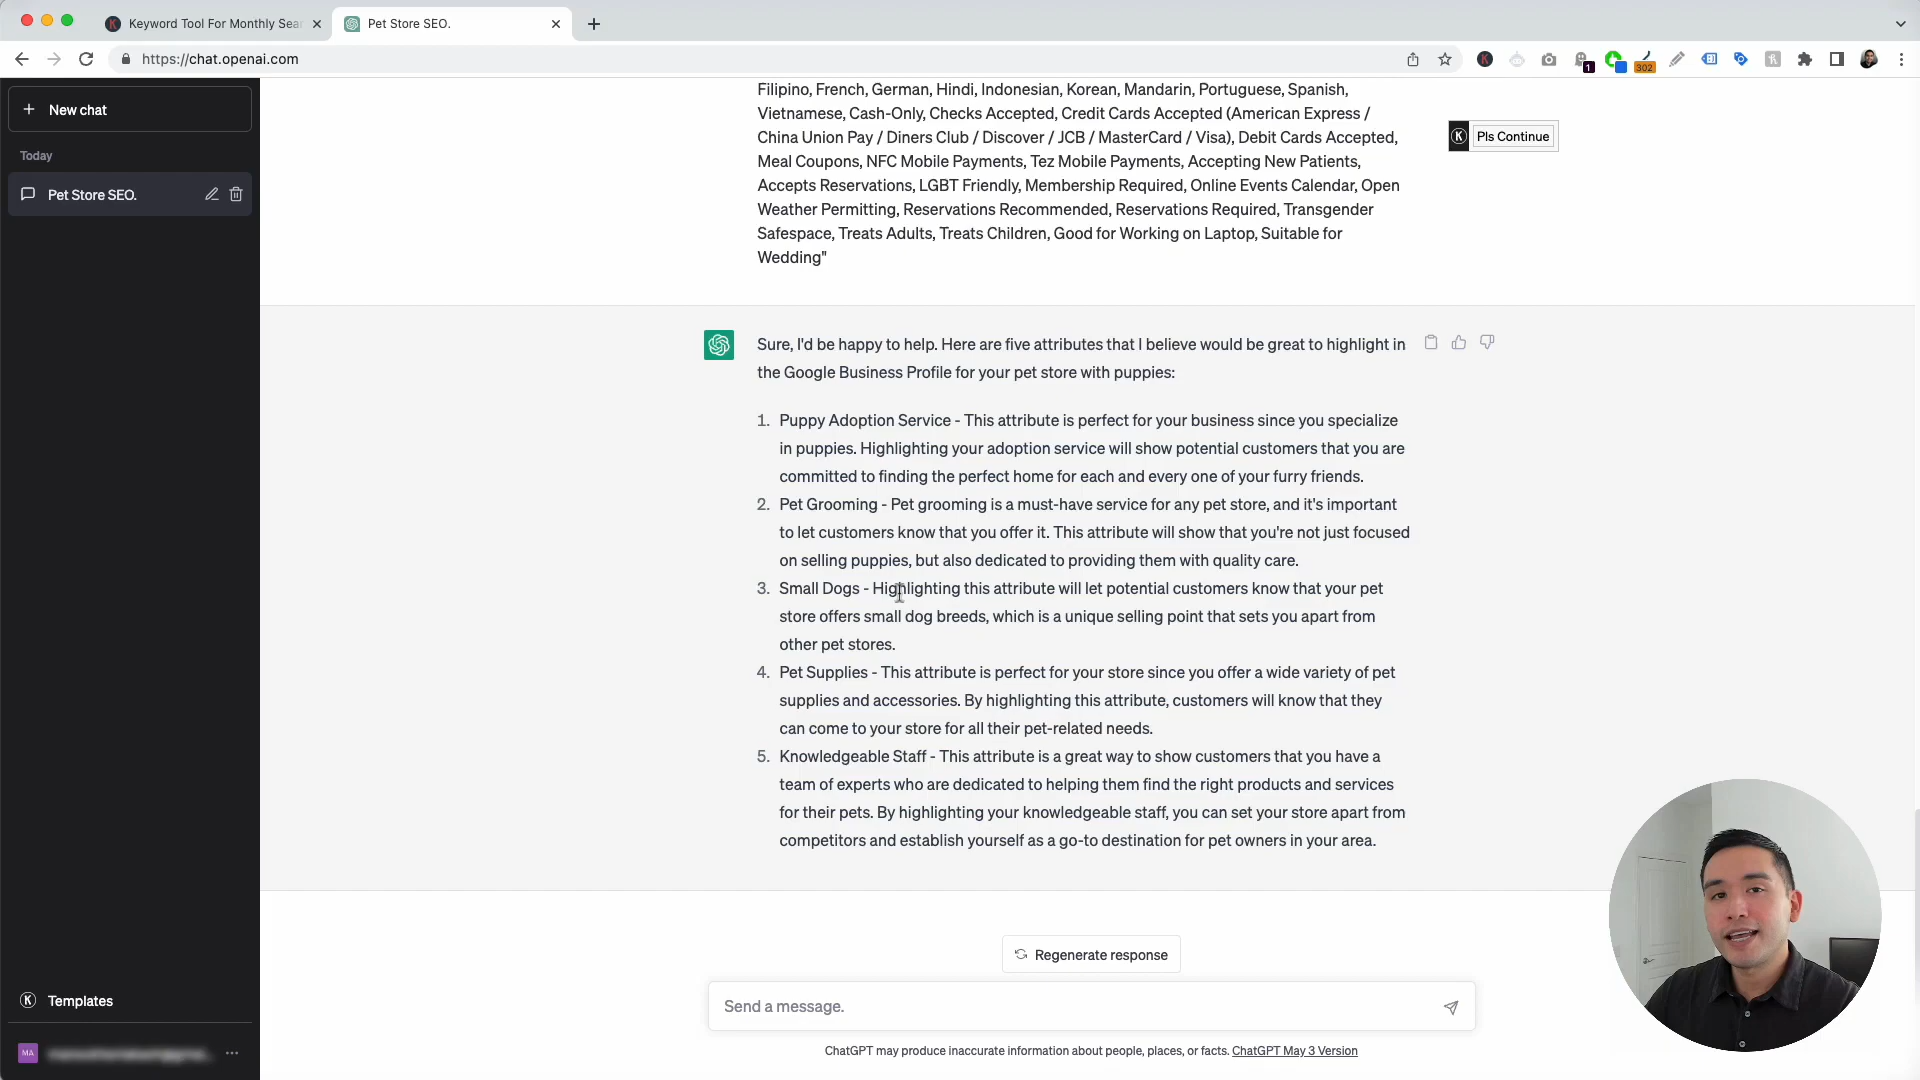 Keyword Tool For Monthly Sear
Pet Store SEO.
https://chat.openai.com
1
302
New chat
Today
Pet Store SEO.
Filipino, French, German, Hindi, Indonesian, Korean, Mandarin, Portuguese, Spanish,
Vietnamese, Cash-Only, Checks Accepted, Credit Cards Accepted (American Express /
China Union Pay / Diners Club / Discover / JCB / MasterCard / Visa), Debit Cards Accepted,
Meal Coupons, NFC Mobile Payments, Tez Mobile Payments, Accepting New Patients,
Accepts Reservations, LGBT Friendly, Membership Required, Online Events Calendar, Open
Weather Permitting, Reservations Recommended, Reservations Required, Transgender
Safespace, Treats Adults, Treats Children, Good for Working on Laptop, Suitable for
Wedding"
K Pls Continue
Sure, I'd be happy to help. Here are five attributes that I believe would be great to highlight in
the Google Business Profile for your pet store with puppies:
1. Puppy Adoption Service - This attribute is perfect for your business since you specialize
in puppies. Highlighting your adoption service will show potential customers that you are
committed to finding the perfect home for each and every one of your furry friends.
2. Pet Grooming - Pet grooming is a must-have service for any pet store, and it's important
to let customers know that you offer it. This attribute will show that you're not just focused
on selling puppies, but also dedicated to providing them with quality care.
3. Small Dogs - Highlighting this attribute will let potential customers know that your pet
store offers small dog breeds, which is a unique selling point that sets you apart from
other pet stores.
4. Pet Supplies - This attribute is perfect for your store since you offer a wide variety of pet
supplies and accessories. By highlighting this attribute, customers will know that they
can come to your store for all their pet-related needs.
5. Knowledgeable Staff - This attribute is a great way to show customers that you have a
team of experts who are dedicated to helping them find the right products and services
for their pets. By highlighting your knowledgeable staff, you can set your store apart from
competitors and establish yourself as a go-to destination for pet owners in your area.
Regenerate response
Send a message.
ChatGPT may produce inaccurate information about people, places, or facts. ChatGPT May 3 Version
K Templates
MA